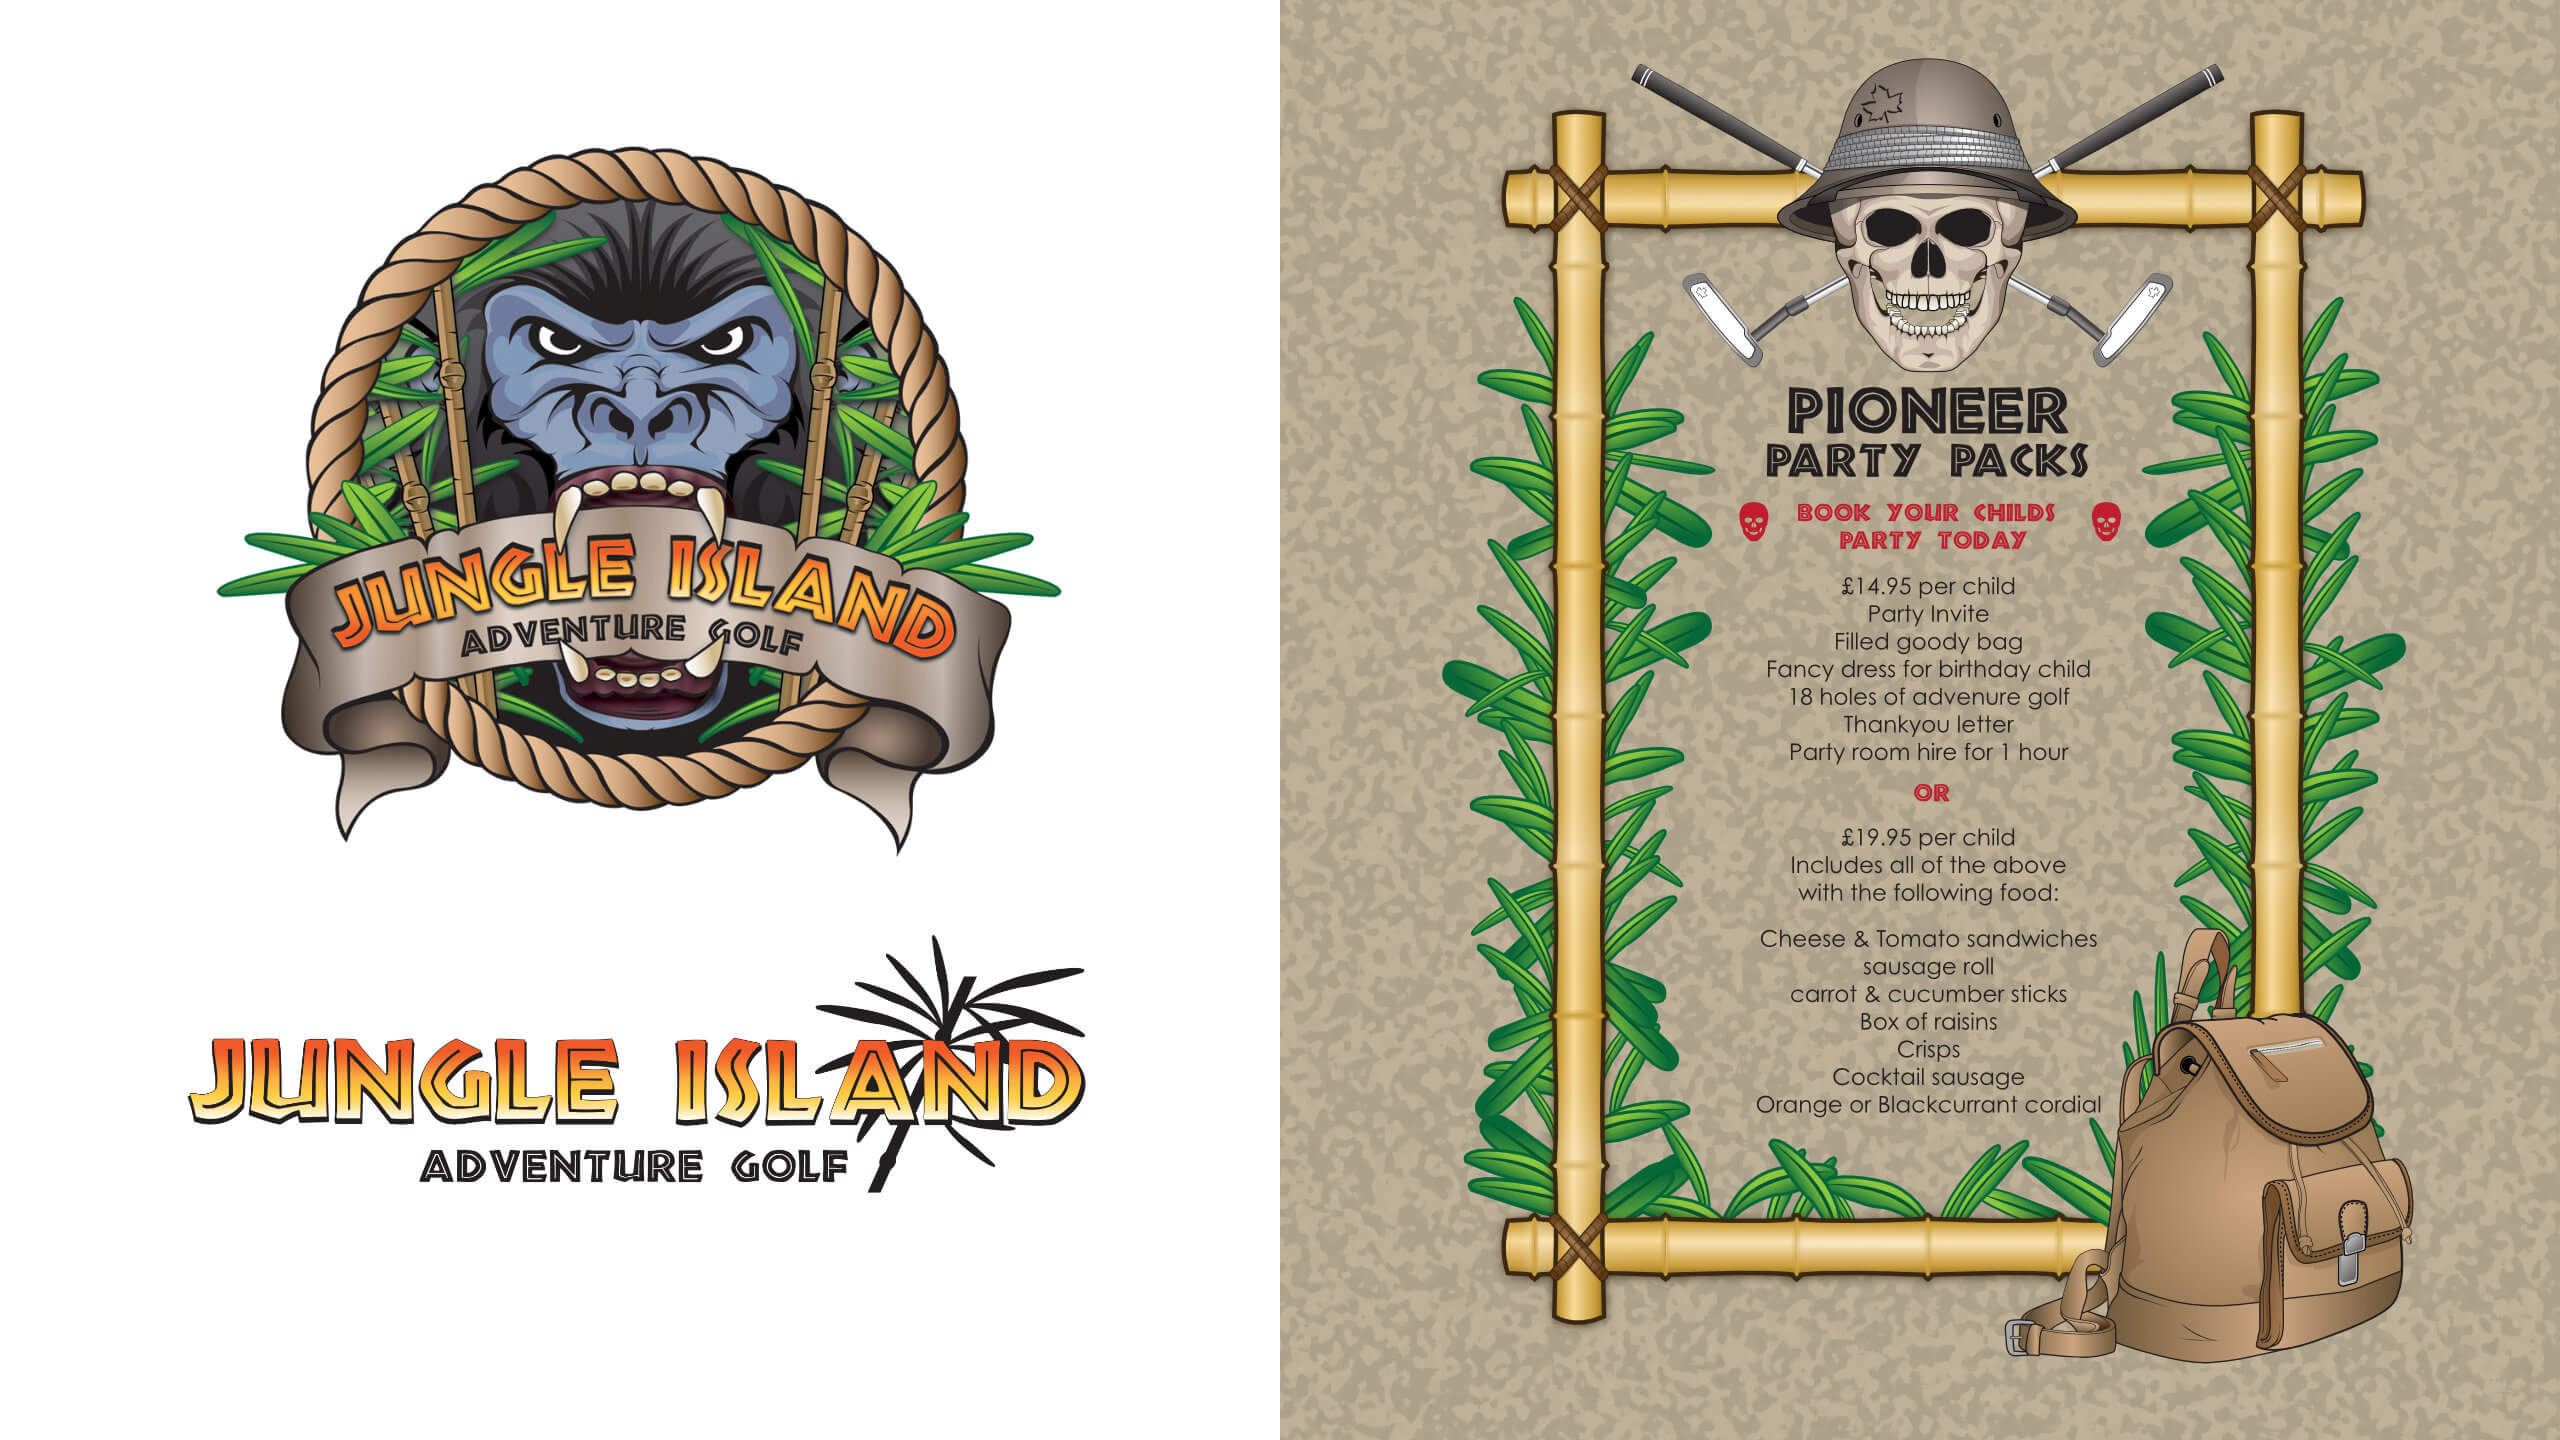 JUNGLE ISLAND
ADVENTURE GOLF
JUNGLE ISLAND
ADVENTURE GOLF
PIONEER
PARTY PACKS
BOOK YOUR CHILDS
PARTY TODAY
£14.95 per child
Party Invite
Filled goody bag
Fancy dress for birthday child
18 holes of advenure golf
Thankyou letter
Party room hire for 1 hour
OR
£19.95 per child
Includes all of the above
with the following food:
Cheese & Tomato sandwiches
sausage roll
carrot & cucumber sticks
Box of raisins
Crisps
Cocktail sausage
Orange or Blackcurrant cordial